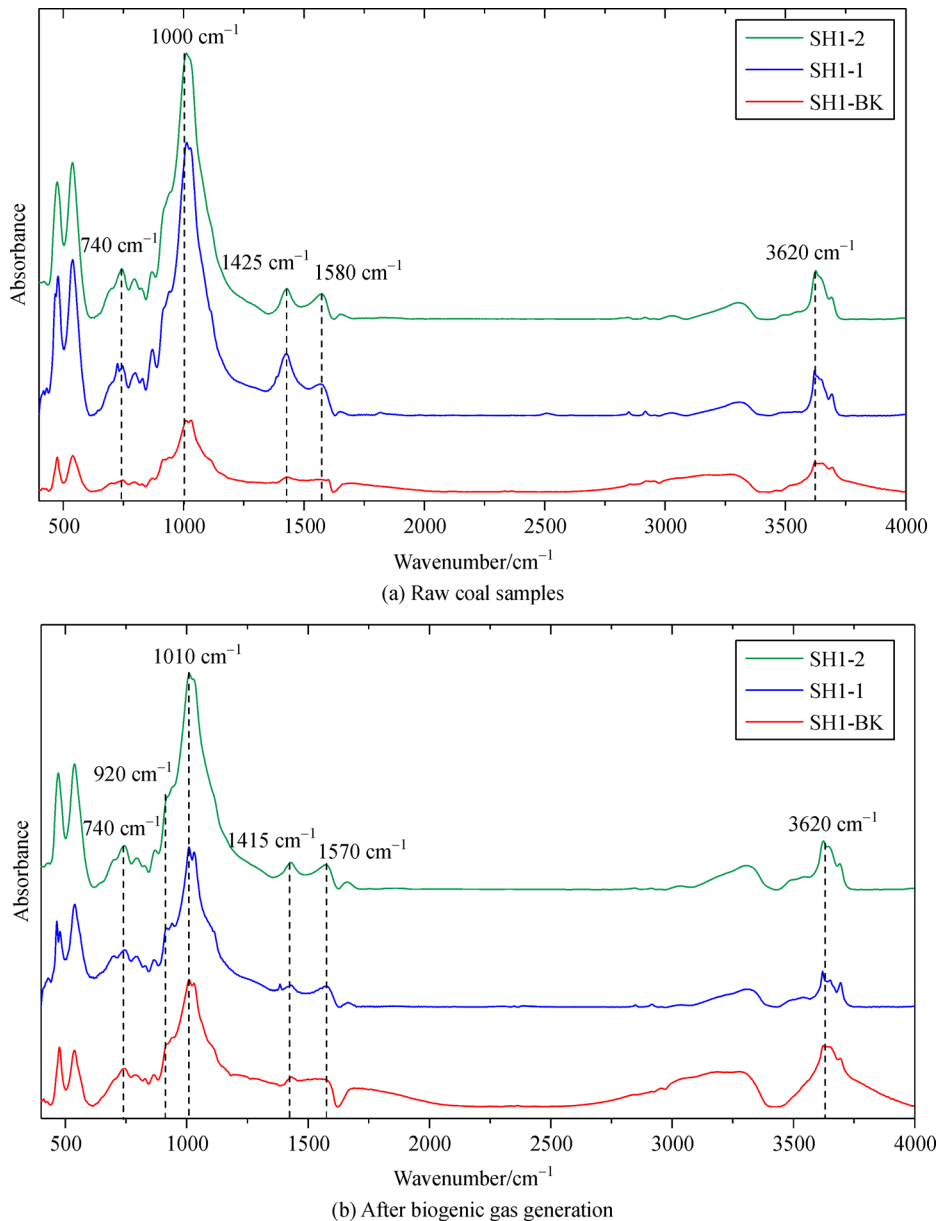 1000 cm⁻¹
SH1-2
SH1-1
SH1-BK
740 cm⁻¹
1425 cm⁻¹
1580 cm⁻¹
3620 cm⁻¹
Absorbance
500 1000 1500 2000 2500 3000 3500 4000
Wavenumber/cm⁻¹
(a) Raw coal samples
1010 cm⁻¹
SH1-2
SH1-1
SH1-BK
920 cm⁻¹
740 cm⁻¹
1415 cm⁻¹
1570 cm⁻¹
3620 cm⁻¹
Absorbance
500 1000 1500 2000 2500 3000 3500 4000
Wavenumber/cm⁻¹
(b) After biogenic gas generation